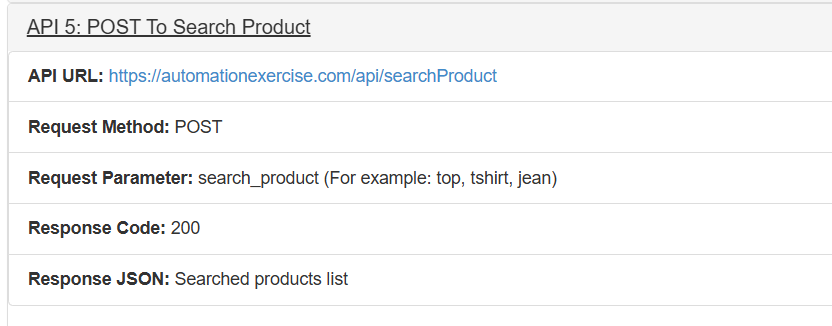 API 5: POST To Search Product
API URL: https://automationexercise.com/api/searchProduct
Request Method: POST
Request Parameter: search_product (For example: top, tshirt, jean)
Response Code: 200
Response JSON: Searched products list